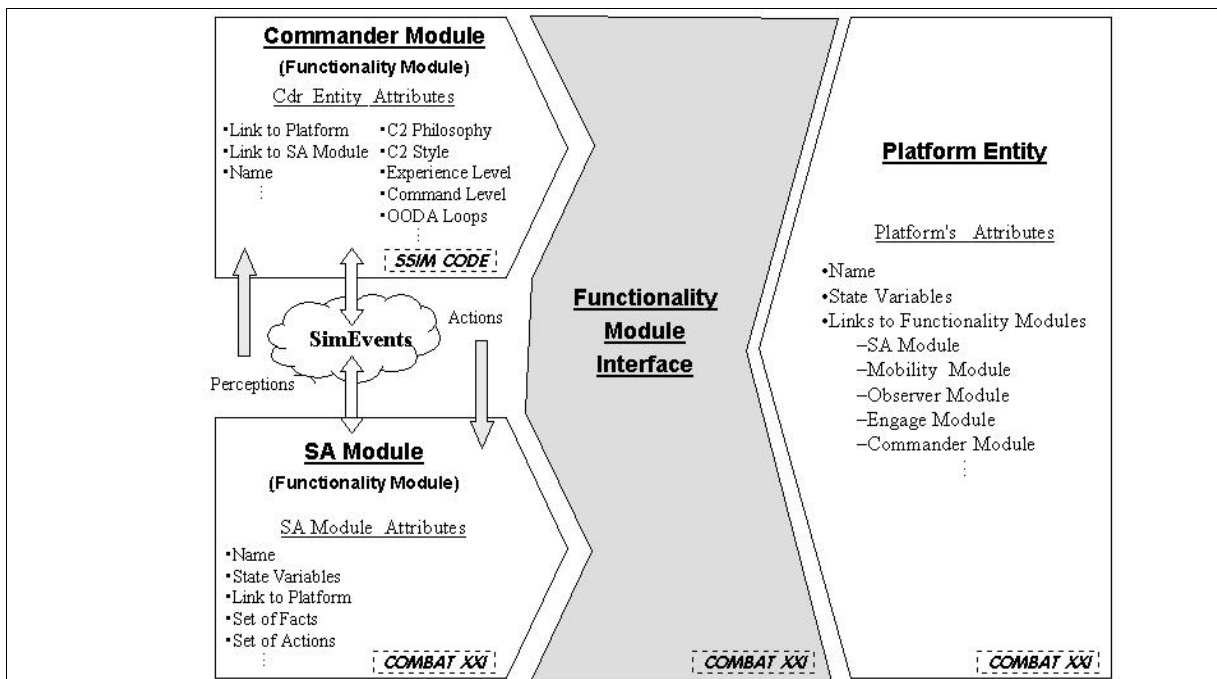 Commander Module
(Functionality Module)
Cdr Entity Attributes
•Link to Platform
•Link to SA Module
•Name
⋮
•C2 Philosophy
•C2 Style
•Experience Level
•Command Level
•OODA Loops
⋮
SSIM CODE
SimEvents
Actions
Perceptions
SA Module
(Functionality Module)
SA Module Attributes
•Name
•State Variables
•Link to Platform
•Set of Facts
•Set of Actions
⋮
COMBAT XXI
Functionality
Module
Interface
COMBAT XXI
Platform Entity
Platform's Attributes
•Name
•State Variables
•Links to Functionality Modules
–SA Module
–Mobility Module
–Observer Module
–Engage Module
–Commander Module
⋮
COMBAT XXI